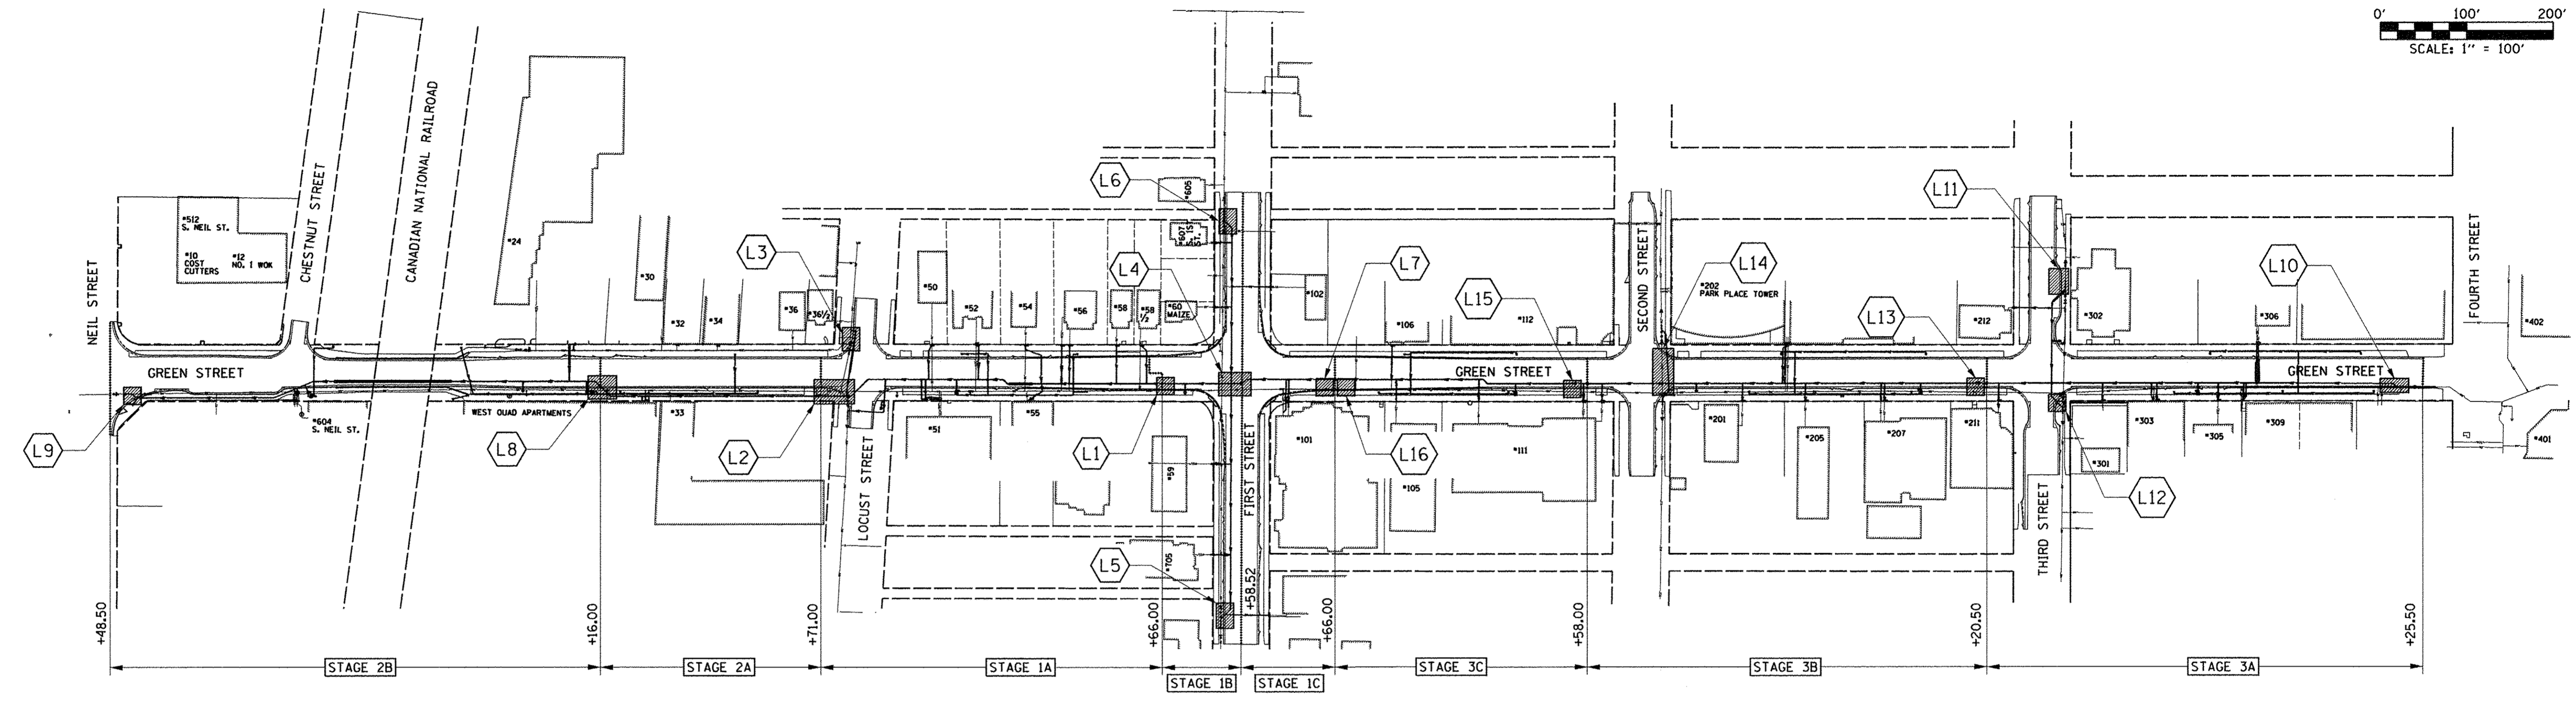 0' 100' 200'
SCALE: 1'' = 100'
NEIL STREET
*512
S. NEIL ST.
*10
COST
CUTTERS
*12
NO. 1 WOK
CHESTNUT STREET
CANADIAN NATIONAL RAILROAD
*24
*30
*32
*34
*36
*36½
L3
*50
*52
*54
*56
*58
*58
1/2
*60
MAIZE
L4
L6
*605
*607
S. 1ST
ST.
*102
L7
*106
L15
*112
SECOND STREET
L14
*202
PARK PLACE TOWER
L13
*212
L11
*302
*306
L10
FOURTH STREET
*402
GREEN STREET
GREEN STREET
GREEN STREET
L9
*604
S. NEIL ST.
WEST QUAD APARTMENTS
L8
*33
L2
LOCUST STREET
*51
*55
L1
*59
FIRST STREET
*101
L16
*105
*111
*201
*205
*207
*211
THIRD STREET
*301
L12
*303
*305
*309
*401
L5
*705
+48.50
+16.00
+71.00
+66.00
+58.52
+66.00
+58.00
+20.50
+25.50
STAGE 2B
STAGE 2A
STAGE 1A
STAGE 1B
STAGE 1C
STAGE 3C
STAGE 3B
STAGE 3A